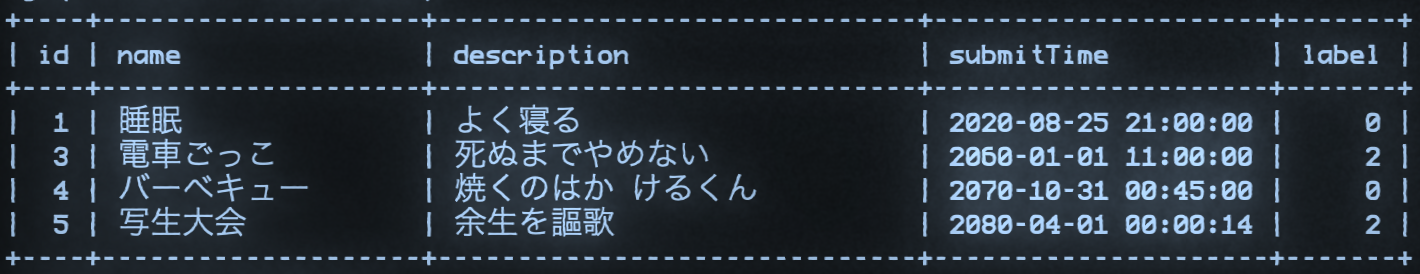 +----+---------------------+-------------------------------+---------------------+-------+
| id | name | description | submitTime | label |
+----+---------------------+-------------------------------+---------------------+-------+
| 1 | 睡眠 | よく寝る | 2020-08-25 21:00:00 | 0 |
| 3 | 電車ごっこ | 死ぬまでやめない | 2060-01-01 11:00:00 | 2 |
| 4 | バーベキュー | 焼くのはか けるくん | 2070-10-31 00:45:00 | 0 |
| 5 | 写生大会 | 余生を謳歌 | 2080-04-01 00:00:14 | 2 |
+----+---------------------+-------------------------------+---------------------+-------+